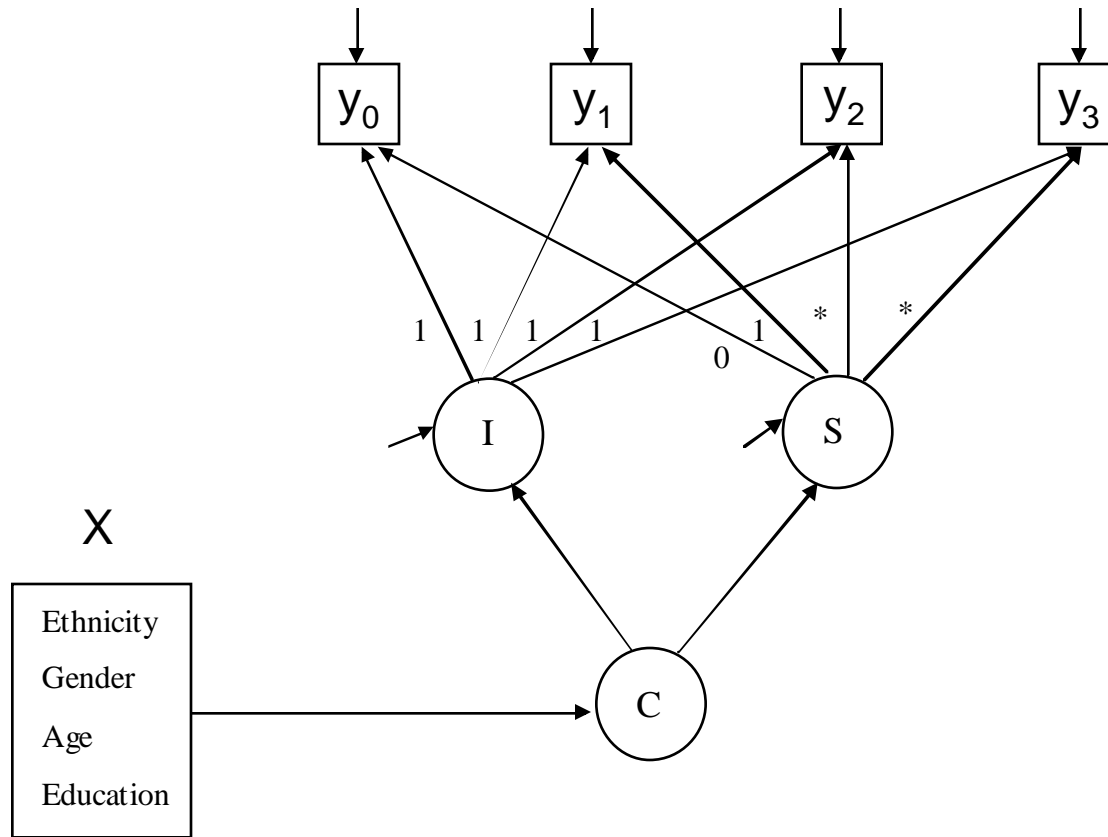 y0 y1 y2 y3
1 1 1 1 0 1 * *
I S
X
Ethnicity
Gender
Age
Education
C